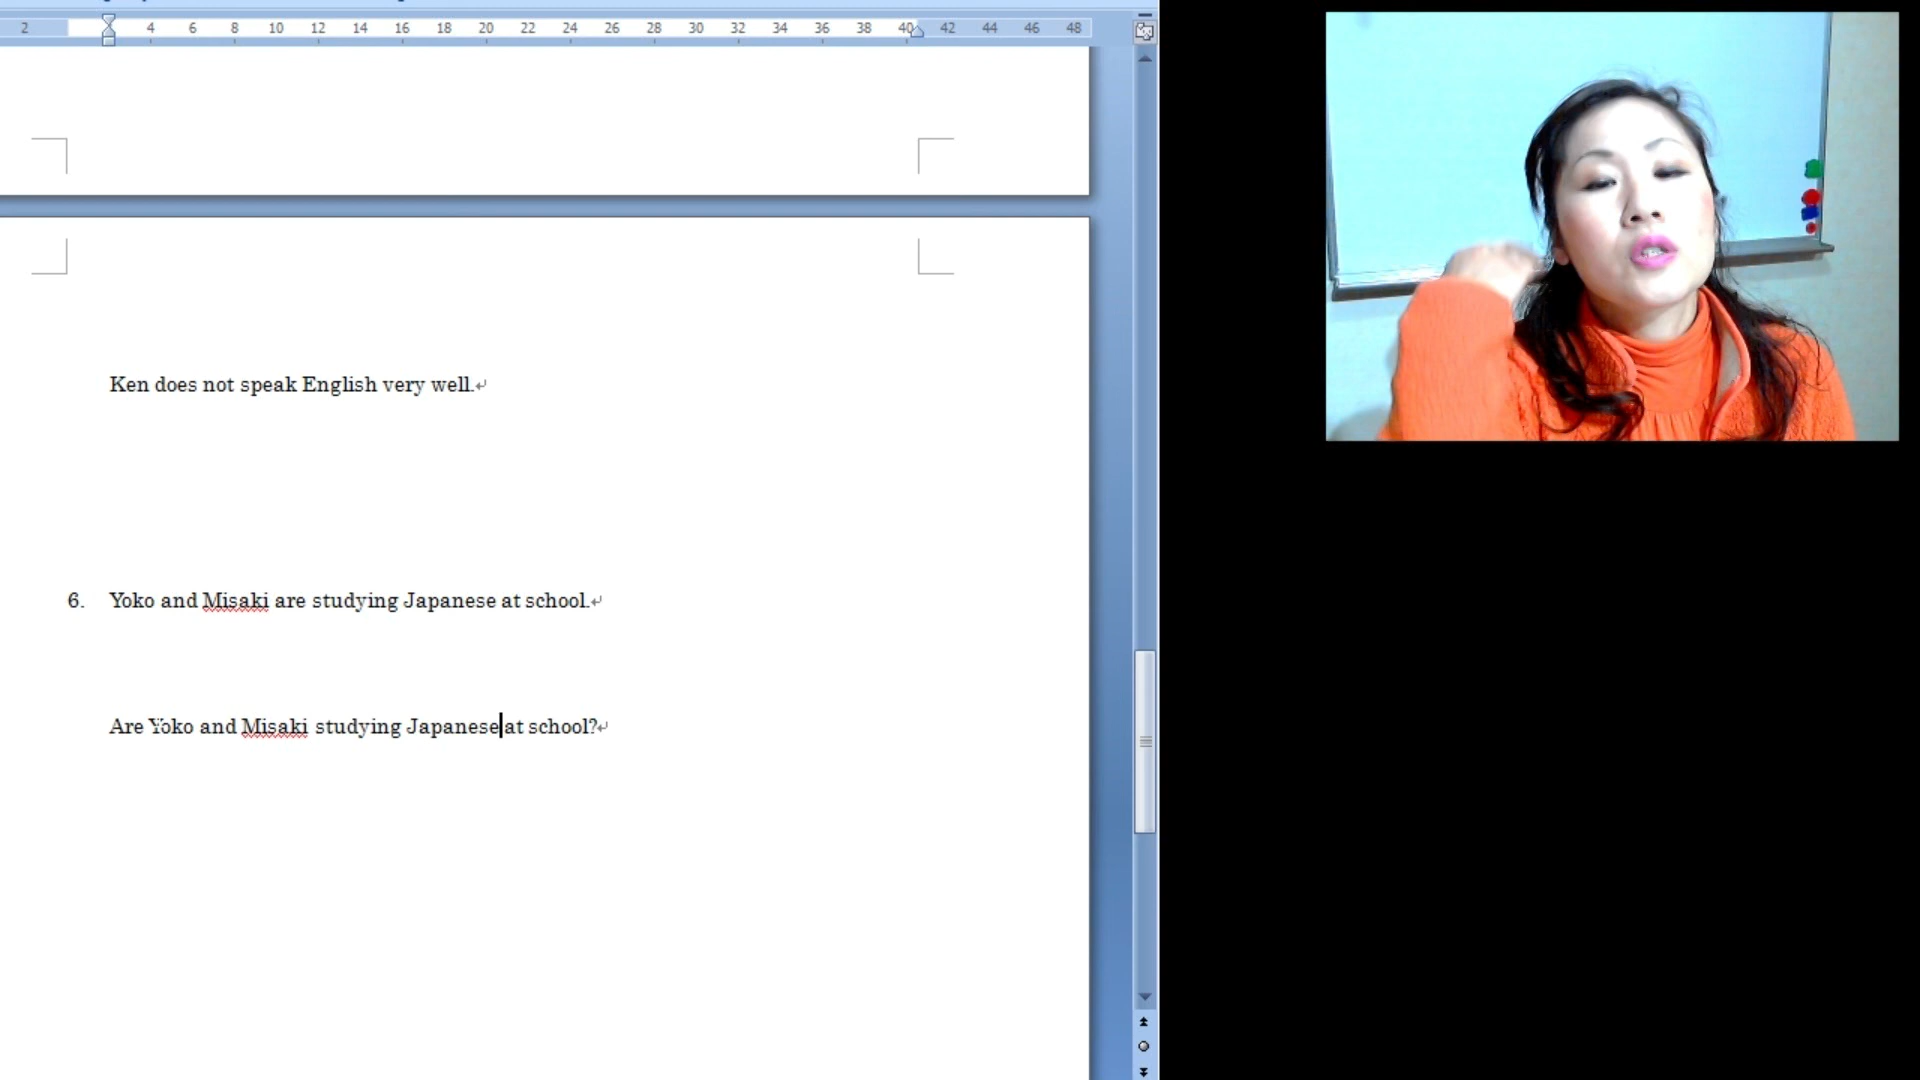 2 4 6 8 10 12 14 16 18 20 22 24 26 28 30 32 34 36 38 40 42 44 46 48
Ken does not speak English very well.
6. Yoko and Misaki are studying Japanese at school.
Are Yoko and Misaki studying Japanese at school?